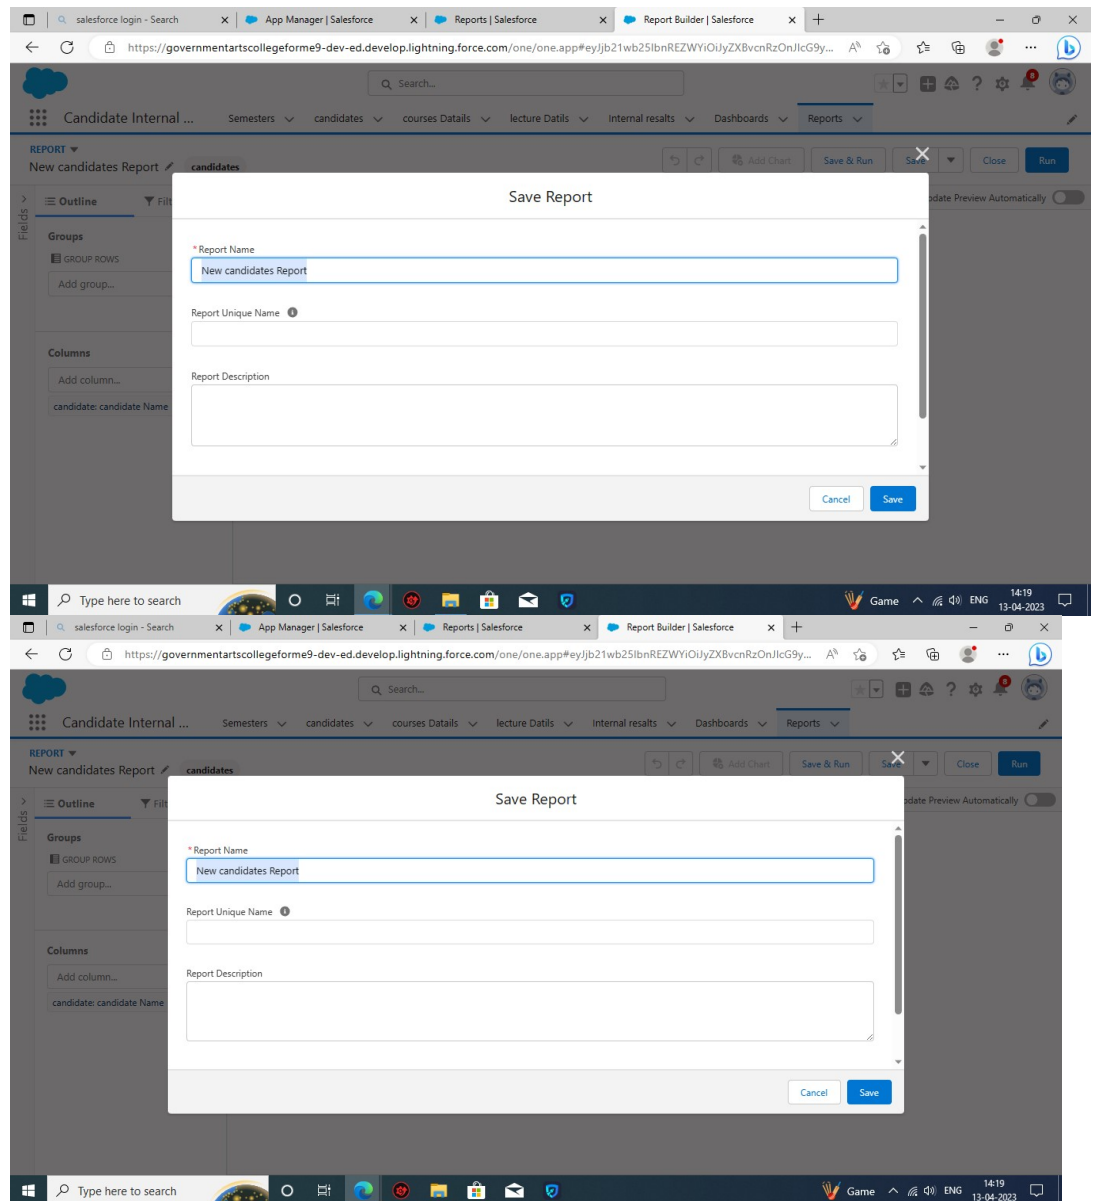 salesforce login - Search
App Manager | Salesforce
Reports | Salesforce
Report Builder | Salesforce
https://governmentartscollegeforme9-dev-ed.develop.lightning.force.com/one/one.app#eyJjb21wb25lbnREZWYiOiJyZXBvcnRzOnJlcG9y...
Search...
8
Candidate Internal ... Semesters candidates courses Datails lecture Datils Internal resalts Dashboards Reports
REPORT
New candidates Report candidates
Add Chart Save & Run Save Close Run
Fields
Outline Filt
Save Report
pdate Preview Automatically
Groups
GROUP ROWS
Add group...
* Report Name
New candidates Report
Report Unique Name
Columns
Add column...
candidate: candidate Name
Report Description
Cancel Save
Type here to search
Game ENG 14:19
13-04-2023
salesforce login - Search
App Manager | Salesforce
Reports | Salesforce
Report Builder | Salesforce
https://governmentartscollegeforme9-dev-ed.develop.lightning.force.com/one/one.app#eyJjb21wb25lbnREZWYiOiJyZXBvcnRzOnJlcG9y...
Search...
8
Candidate Internal ... Semesters candidates courses Datails lecture Datils Internal resalts Dashboards Reports
REPORT
New candidates Report candidates
Add Chart Save & Run Save Close Run
Fields
Outline Filt
Save Report
pdate Preview Automatically
Groups
GROUP ROWS
Add group...
* Report Name
New candidates Report
Report Unique Name
Columns
Add column...
candidate: candidate Name
Report Description
Cancel Save
Type here to search
Game ENG 14:19
13-04-2023